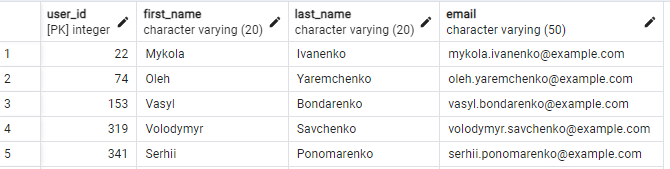 user_id first_name last_name email
[PK] integer character varying (20) character varying (20) character varying (50)
1 22 Mykola Ivanenko mykola.ivanenko@example.com
2 74 Oleh Yaremchenko oleh.yaremchenko@example.com
3 153 Vasyl Bondarenko vasyl.bondarenko@example.com
4 319 Volodymyr Savchenko volodymyr.savchenko@example.com
5 341 Serhii Ponomarenko serhii.ponomarenko@example.com